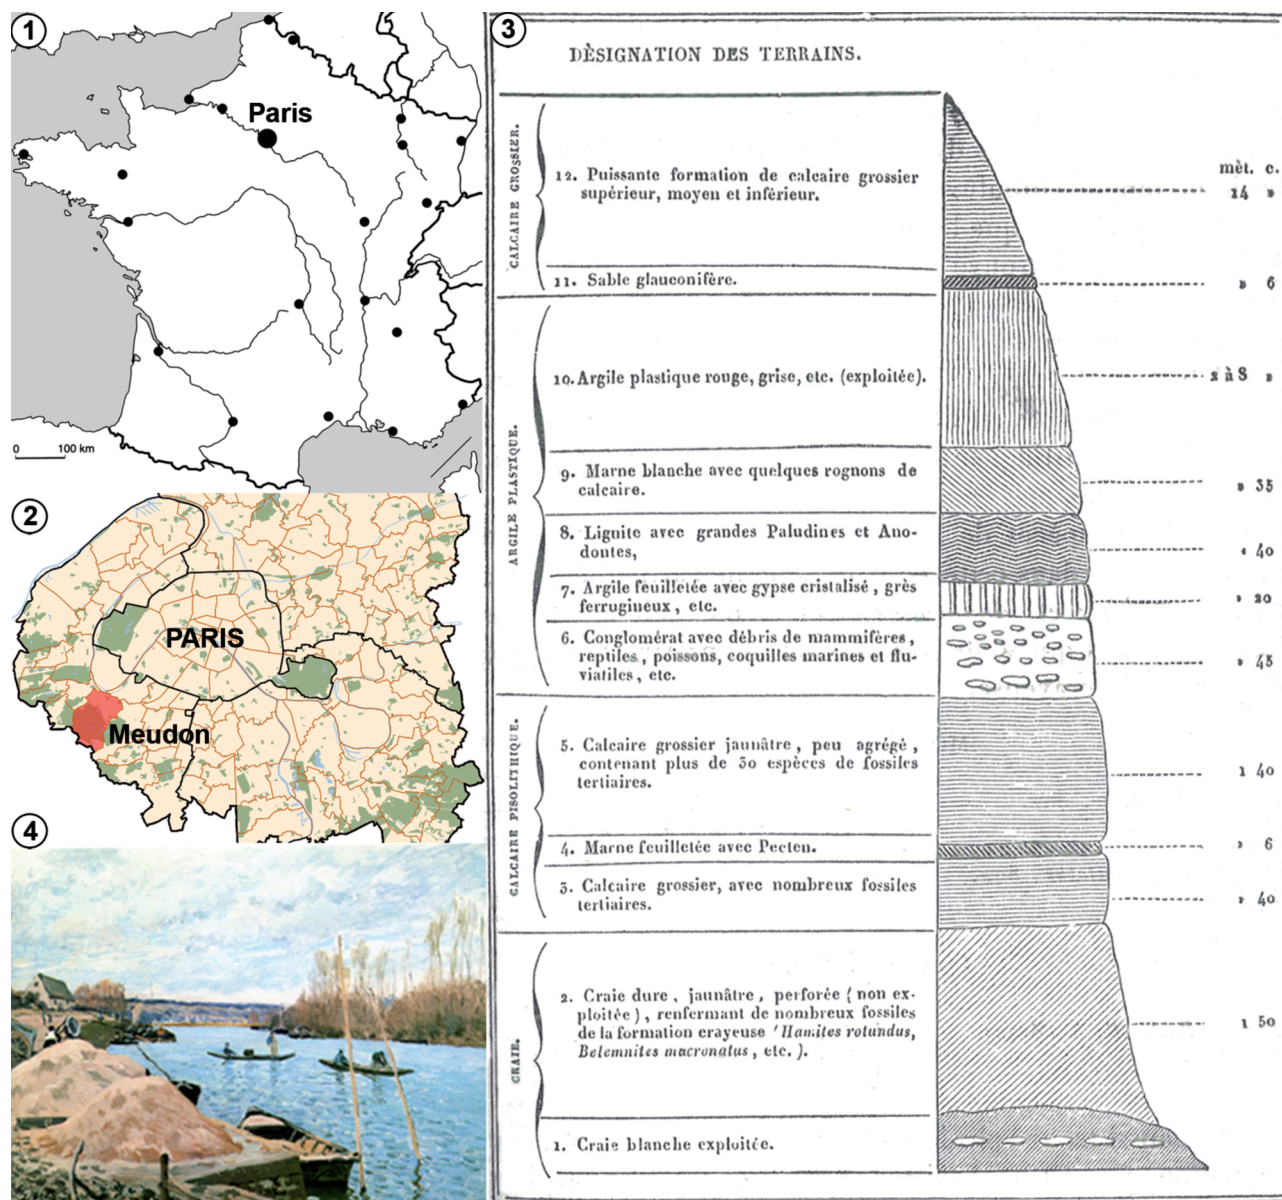 1
Paris
0 100 km
2
PARIS
Meudon
4
3
DÈSIGNATION DES TERRAINS.
mèt. c.
CALCAIRE GROSSIER.
12. Puissante formation de calcaire grossier
supérieur, moyen et inférieur.
14 »
11. Sable glauconifère.
» 6
ARGILE PLASTIQUE.
10. Argile plastique rouge, grise, etc. (exploitée).
2 à 8 »
9. Marne blanche avec quelques rognons de
calcaire.
» 35
8. Lignite avec grandes Paludines et Ano-
dontes,
40
7. Argile feuilletée avec gypse cristalisé, grès
ferrugineux, etc.
» 20
6. Conglomérat avec débris de mammifères,
reptiles, poissons, coquilles marines et flu-
viatiles, etc.
» 45
CALCAIRE PISOLITHIQUE.
5. Calcaire grossier jaunâtre, peu agrégé,
contenant plus de 30 espèces de fossiles
tertiaires.
1 40
4. Marne feuilletée avec Pecten.
» 6
3. Calcaire grossier, avec nombreux fossiles
tertiaires.
» 40
CRAIE.
2. Craie dure, jaunâtre, perforée (non ex-
ploitée), renfermant de nombreux fossiles
de la formation crayeuse (Hamites rotundus,
Belemnites mucronatus, etc.).
1 50
1. Craie blanche exploitée.